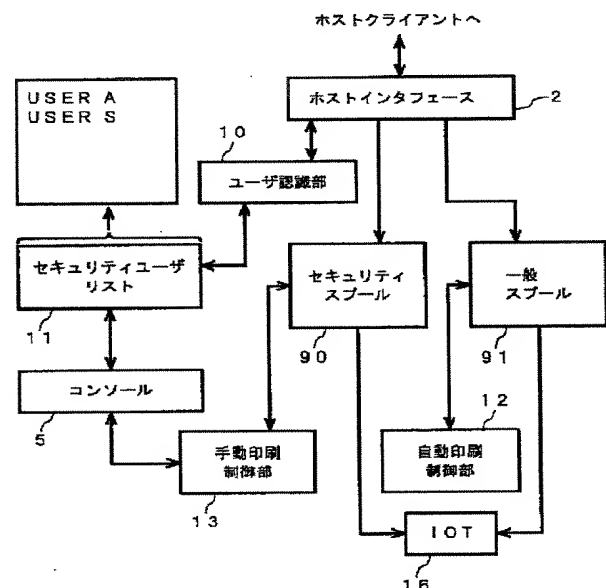 ホストクライアントへ
USER A
USER S
ホストインタフェース
2
10
ユーザ認識部
セキュリティユーザ
リスト
11
セキュリティ
スプール
90
一般
スプール
91
コンソール
5
手動印刷
制御部
13
12
自動印刷
制御部
IOT
16